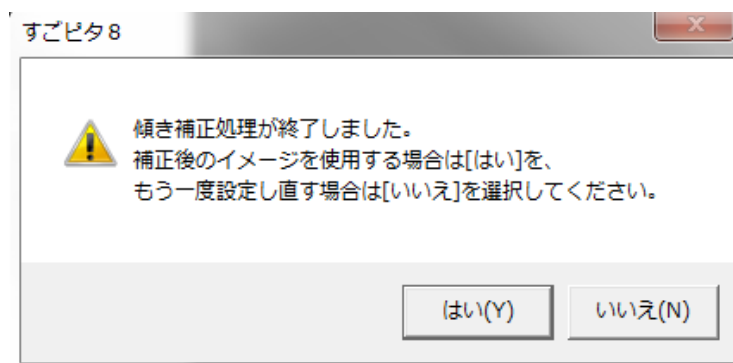 すごピタ8
傾き補正処理が終了しました。
補正後のイメージを使用する場合は[はい]を、
もう一度設定し直す場合は[いいえ]を選択してください。
はい(Y)
いいえ(N)